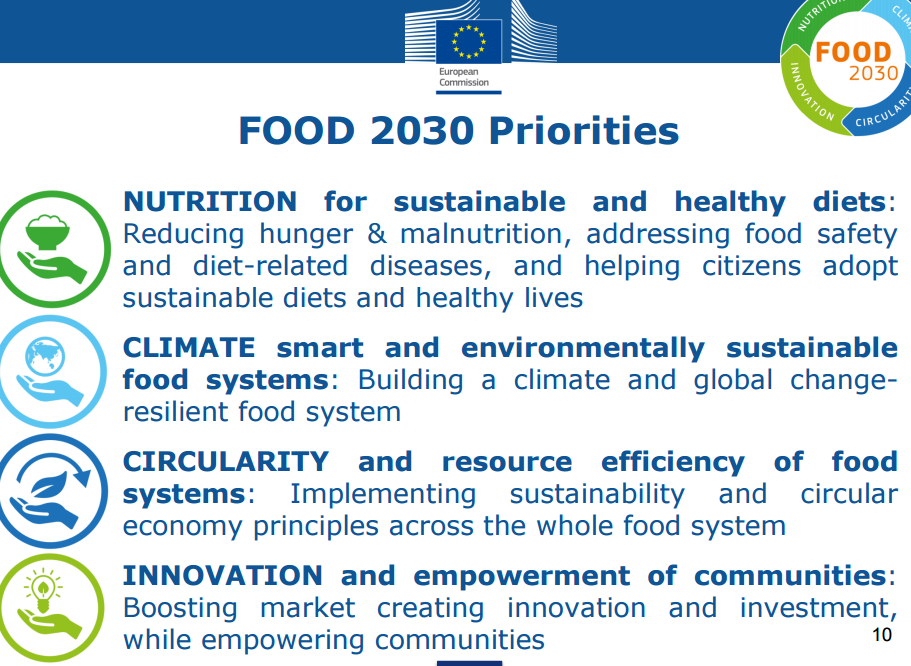 European
Commission
NUTRITION
CLIMA
FOOD
2030
INNOVATION
CIRCULARITY
FOOD 2030 Priorities
NUTRITION for sustainable and healthy diets:
Reducing hunger & malnutrition, addressing food safety
and diet-related diseases, and helping citizens adopt
sustainable diets and healthy lives
CLIMATE smart and environmentally sustainable
food systems: Building a climate and global change-
resilient food system
CIRCULARITY and resource efficiency of food
systems: Implementing sustainability and circular
economy principles across the whole food system
INNOVATION and empowerment of communities:
Boosting market creating innovation and investment,
while empowering communities
10